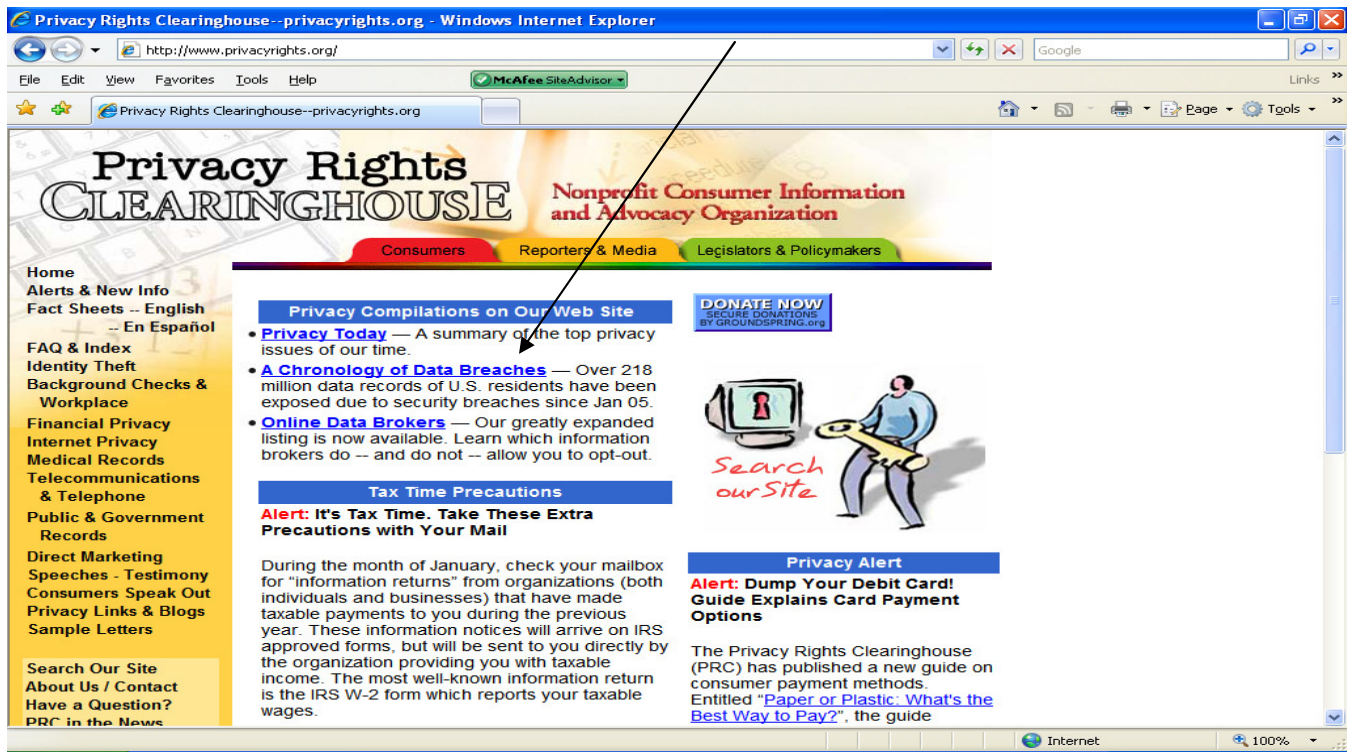 Privacy Rights Clearinghouse--privacyrights.org - Windows Internet Explorer
http://www.privacyrights.org/
Google
File Edit View Favorites Tools Help
McAfee SiteAdvisor
Links »
Privacy Rights Clearinghouse--privacyrights.org
Page Tools »
Privacy Rights
CLEARINGHOUSE
Nonprofit Consumer Information
and Advocacy Organization
Consumers
Reporters & Media
Legislators & Policymakers
Home
Alerts & New Info
Fact Sheets -- English
-- En Español
FAQ & Index
Identity Theft
Background Checks &
Workplace
Financial Privacy
Internet Privacy
Medical Records
Telecommunications
& Telephone
Public & Government
Records
Direct Marketing
Speeches - Testimony
Consumers Speak Out
Privacy Links & Blogs
Sample Letters
Search Our Site
About Us / Contact
Have a Question?
PRC in the News
Privacy Compilations on Our Web Site
• Privacy Today — A summary of the top privacy
issues of our time.
• A Chronology of Data Breaches — Over 218
million data records of U.S. residents have been
exposed due to security breaches since Jan 05.
• Online Data Brokers — Our greatly expanded
listing is now available. Learn which information
brokers do -- and do not -- allow you to opt-out.
Tax Time Precautions
Alert: It's Tax Time. Take These Extra
Precautions with Your Mail
During the month of January, check your mailbox
for “information returns” from organizations (both
individuals and businesses) that have made
taxable payments to you during the previous
year. These information notices will arrive on IRS
approved forms, but will be sent to you directly by
the organization providing you with taxable
income. The most well-known information return
is the IRS W-2 form which reports your taxable
wages.
DONATE NOW
SECURE DONATIONS
BY GROUNDSPRING.org
Search
our Site
Privacy Alert
Alert: Dump Your Debit Card!
Guide Explains Card Payment
Options
The Privacy Rights Clearinghouse
(PRC) has published a new guide on
consumer payment methods.
Entitled “Paper or Plastic: What's the
Best Way to Pay?”, the guide
Internet
100%